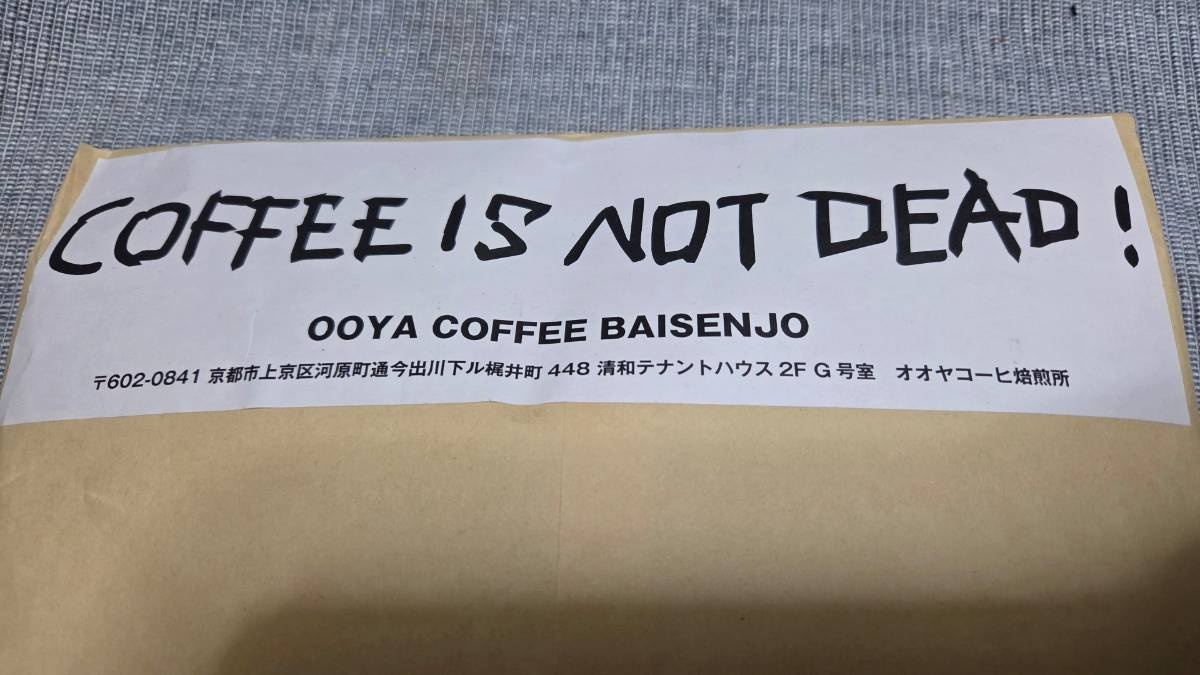 COFFEE IS NOT DEAD!
OOYA COFFEE BAISENJO
〒602-0841 京都市上京区河原町通今出川下ル梶井町 448 清和テナントハウス 2F G 号室　オオヤコーヒ焙煎所